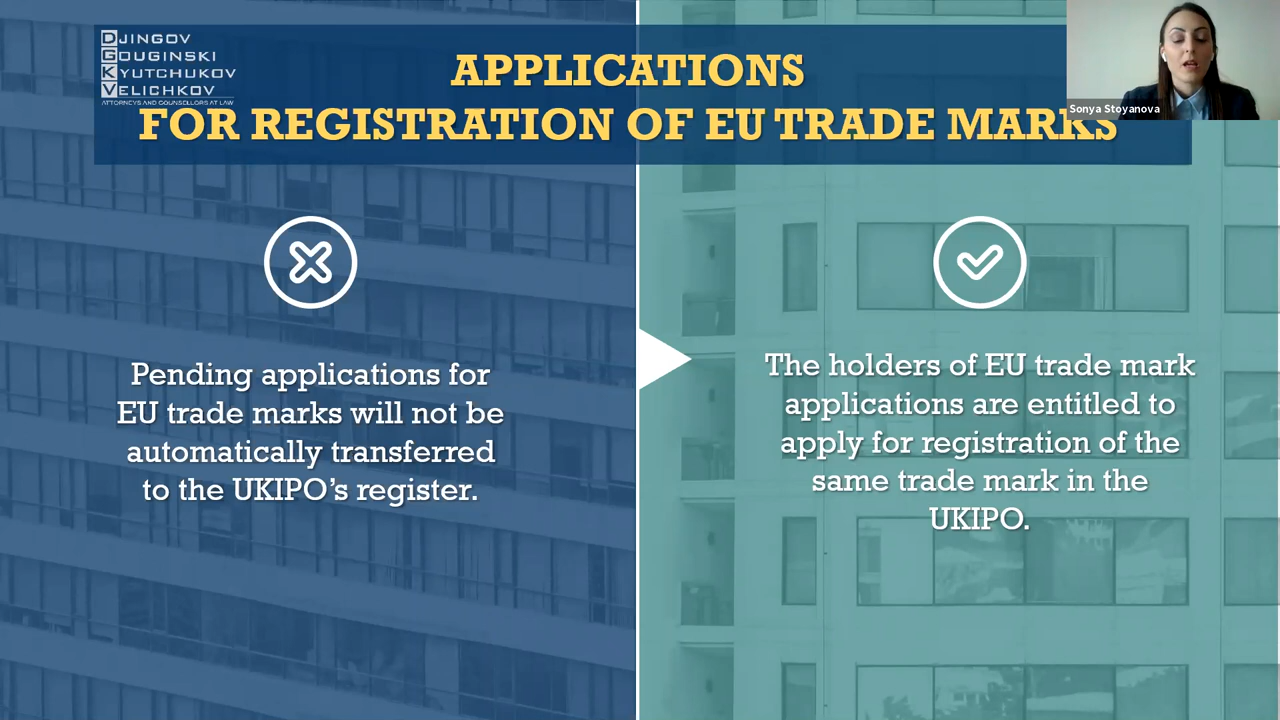 DJINGOV
GOUGINSKI
KYUTCHUKOV
VELICHKOV
ATTORNEYS AND COUNSELLORS AT LAW
APPLICATIONS
FOR REGISTRATION OF EU TRADE MARKS
Sonya Stoyanova
Pending applications for
EU trade marks will not be
automatically transferred
to the UKIPO’s register.
The holders of EU trade mark
applications are entitled to
apply for registration of the
same trade mark in the
UKIPO.